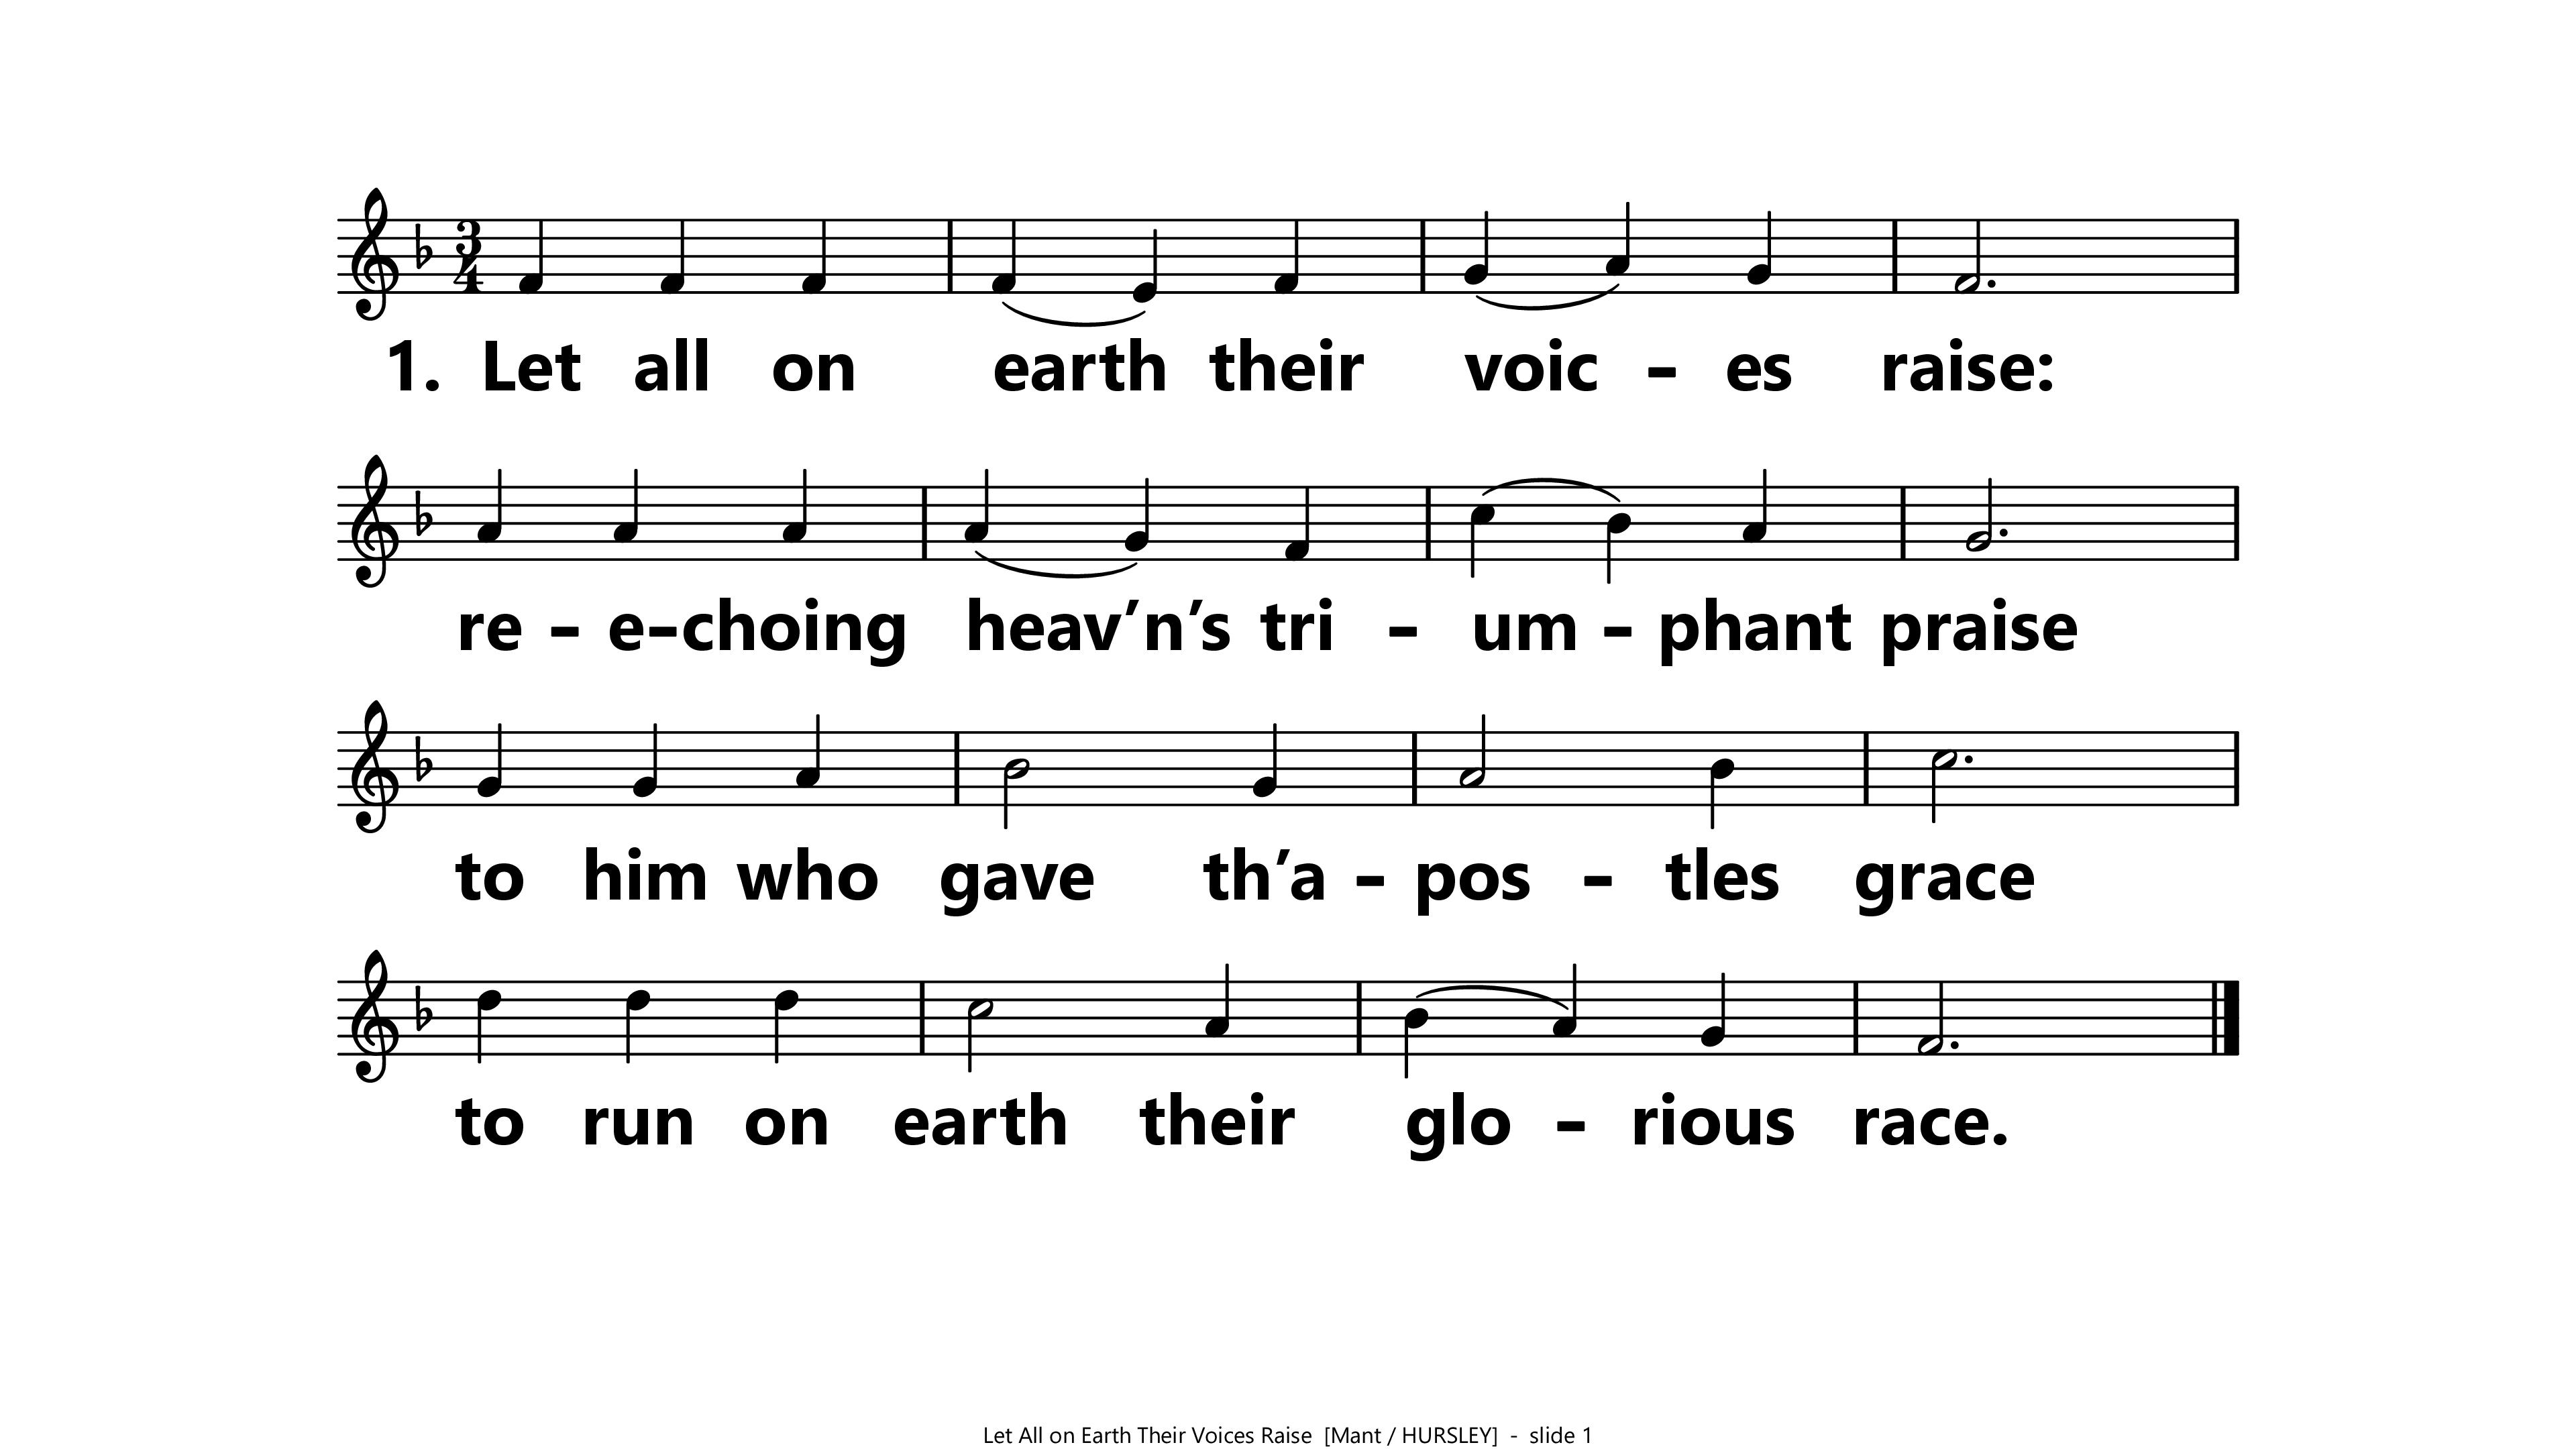 1. Let all on earth their voic - es raise:
re - e-choing heav’n’s tri - um - phant praise
to him who gave th’a - pos - tles grace
to run on earth their glo - rious race.
Let All on Earth Their Voices Raise [Mant / HURSLEY] - slide 1